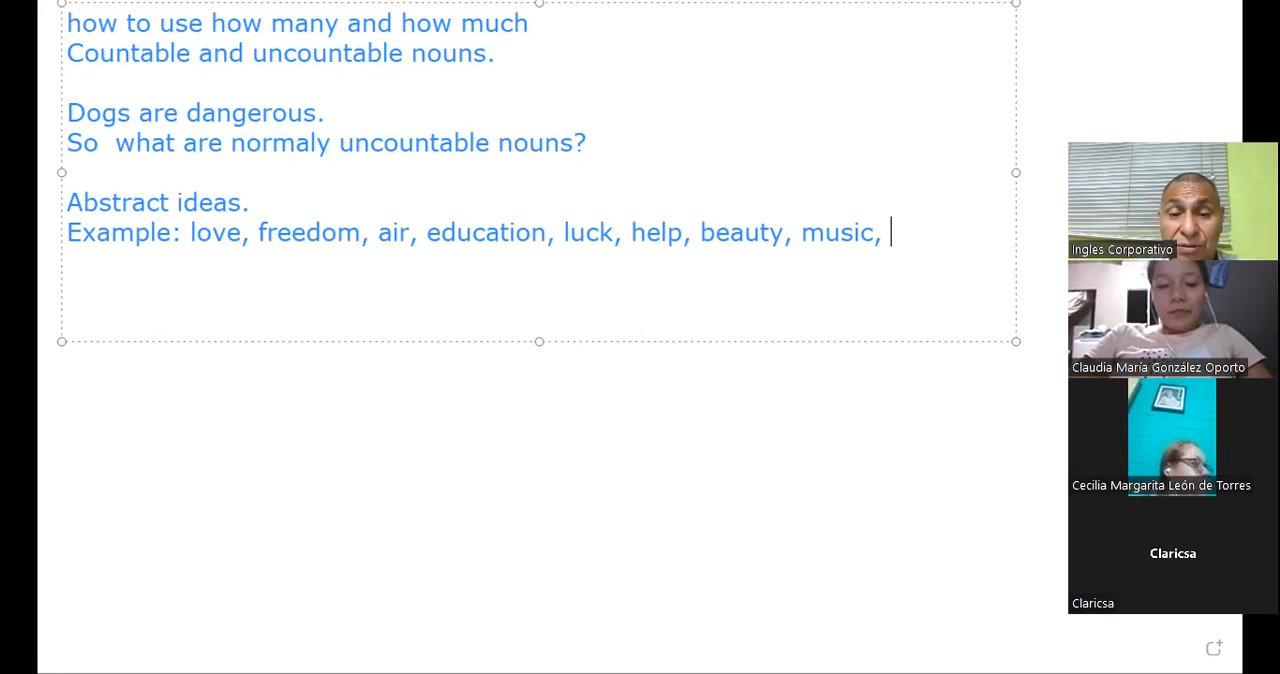 how to use how many and how much
Countable and uncountable nouns.
Dogs are dangerous.
So  what are normaly uncountable nouns?
Abstract ideas.
Example: love, freedom, air, education, luck, help, beauty, music,
Ingles Corporativo
Claudia María González Oporto
Cecilia Margarita León de Torres
Claricsa
Claricsa